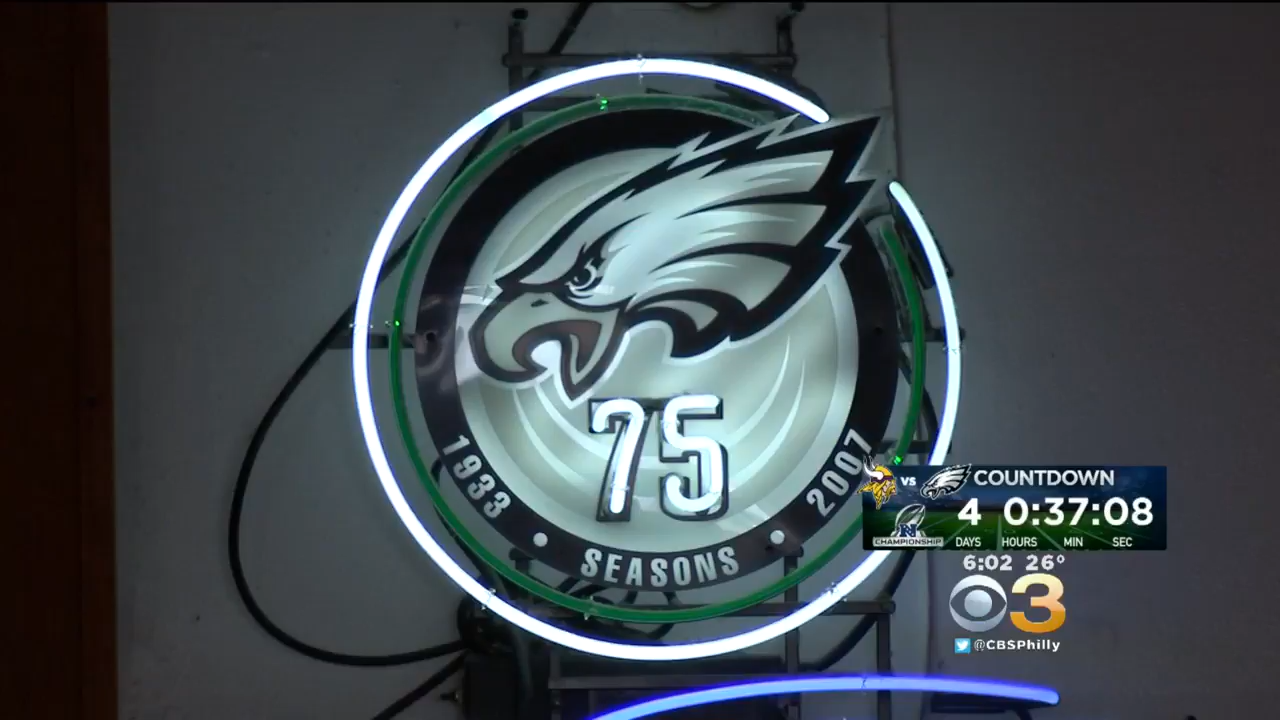 75
1933 • SEASONS • 2007
VS COUNTDOWN
4 0:37:08
CHAMPIONSHIP DAYS HOURS MIN SEC
6:02 26°
3
@CBSPhilly